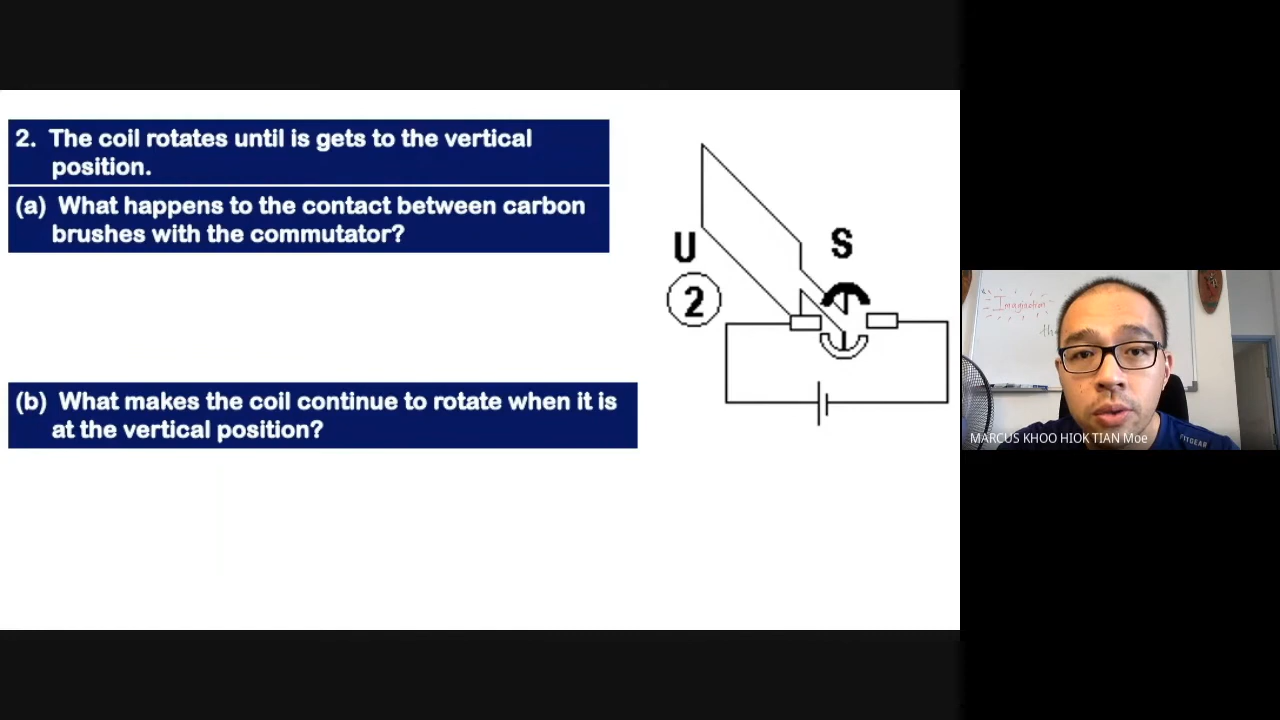 2. The coil rotates until is gets to the vertical
position.
(a) What happens to the contact between carbon
brushes with the commutator?
U
S
2
(b) What makes the coil continue to rotate when it is
at the vertical position?
Imagination
MARCUS KHOO HIOK TIAN Moe
FITGEAR